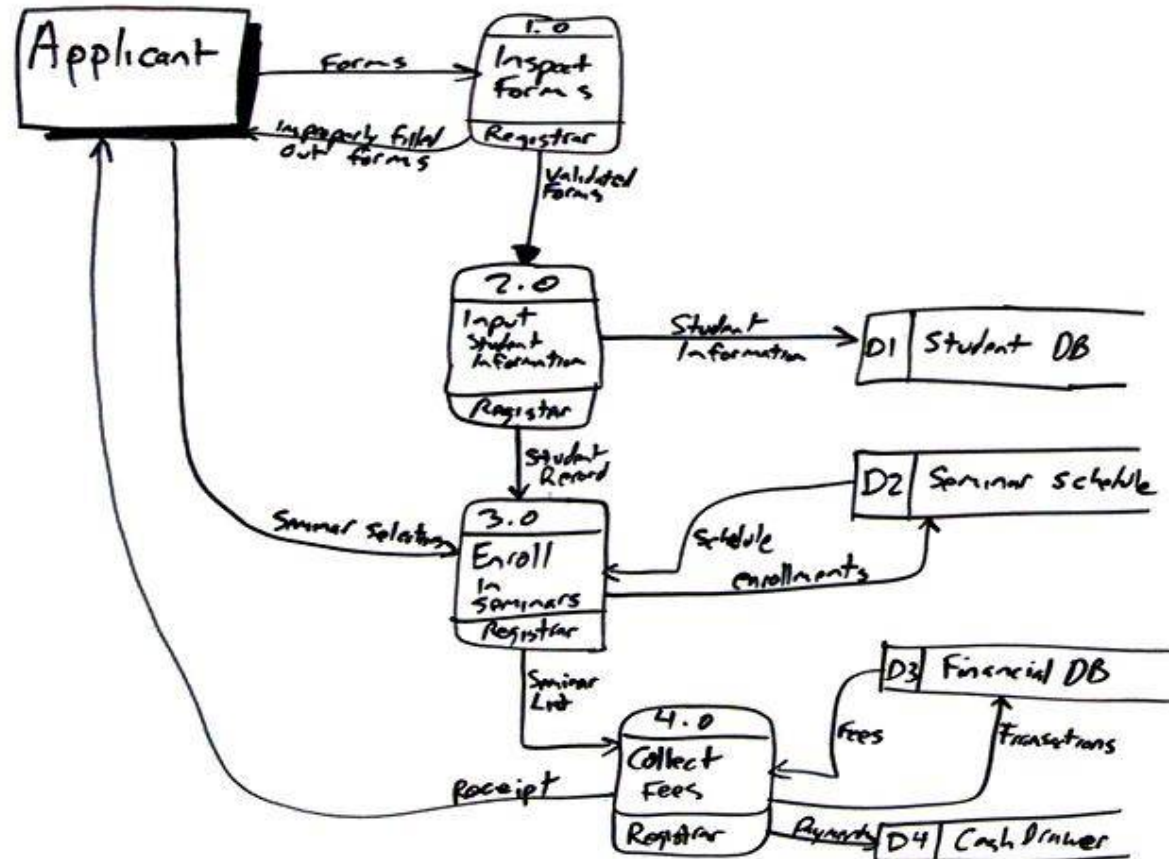 Applicant
Forms
1.0
Inspect
Forms
Registrar
Improperly Filled
Out Forms
Validated
Forms
2.0
Input
Student
Information
Registrar
Student
Information
D1 Student DB
Student
Record
3.0
Enroll
In
Seminars
Registrar
Seminar Selections
D2 Seminar Schedule
Schedule
enrollments
Seminar
List
4.0
Collect
Fees
Registrar
D3 Financial DB
Fees
Transactions
Receipt
Payments
D4 Cash Drawer